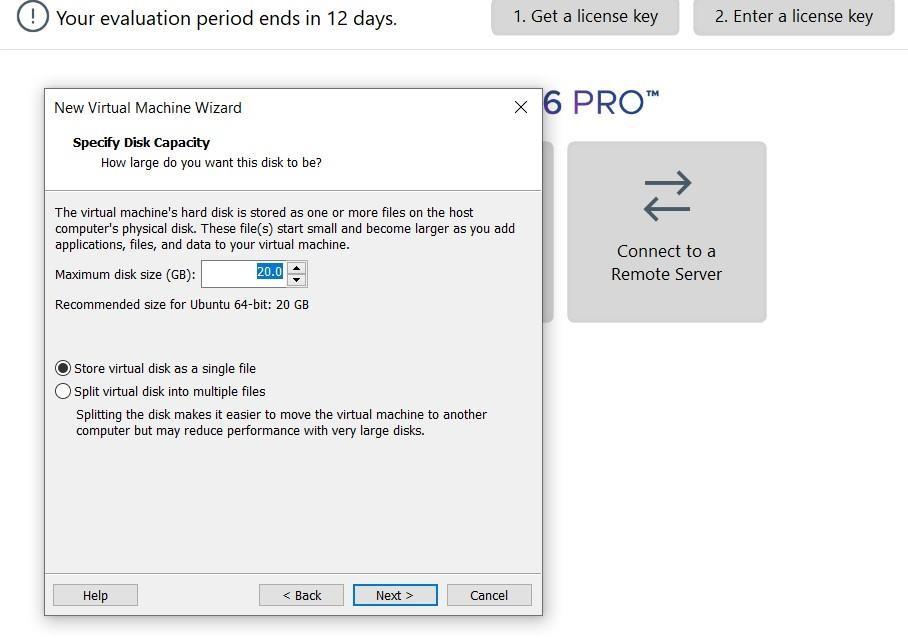 Your evaluation period ends in 12 days.
1. Get a license key
2. Enter a license key
6 PRO™
New Virtual Machine Wizard
Specify Disk Capacity
How large do you want this disk to be?
The virtual machine's hard disk is stored as one or more files on the host
computer's physical disk. These file(s) start small and become larger as you add
applications, files, and data to your virtual machine.
Maximum disk size (GB):
20.0
Recommended size for Ubuntu 64-bit: 20 GB
Store virtual disk as a single file
Split virtual disk into multiple files
Splitting the disk makes it easier to move the virtual machine to another
computer but may reduce performance with very large disks.
Help
< Back
Next >
Cancel
Connect to a
Remote Server